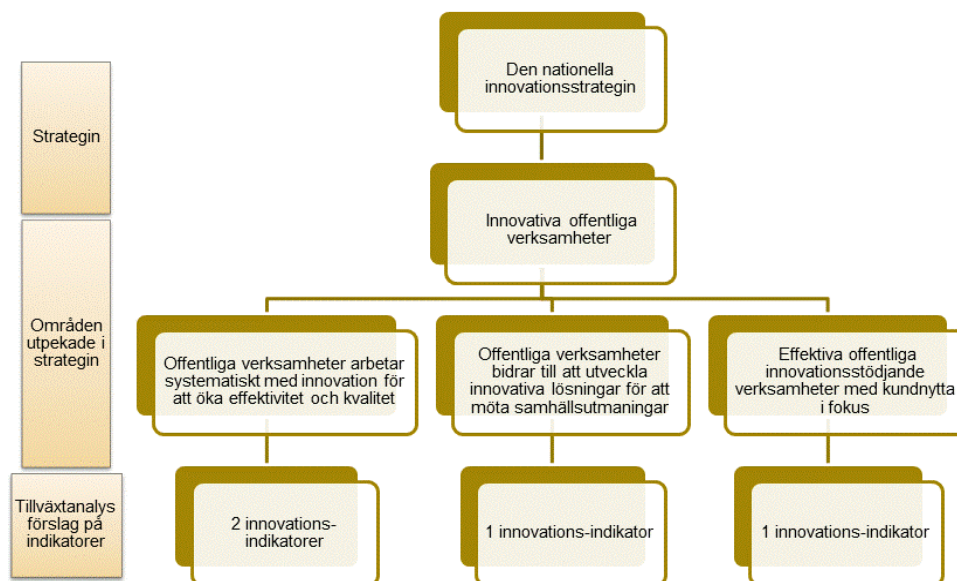 Strategin
Den nationella
innovationsstrategin
Innovativa offentliga
verksamheter
Områden
utpekade i
strategin
Offentliga verksamheter arbetar
systematiskt med innovation för
att öka effektivitet och kvalitet
Offentliga verksamheter
bidrar till att utveckla
innovativa lösningar för att
möta samhällsutmaningar
Effektiva offentliga
innovationsstödjande
verksamheter med kundnytta
i fokus
Tillväxtanalys
förslag på
indikatorer
2 innovations-
indikatorer
1 innovations-indikator
1 innovations-indikator